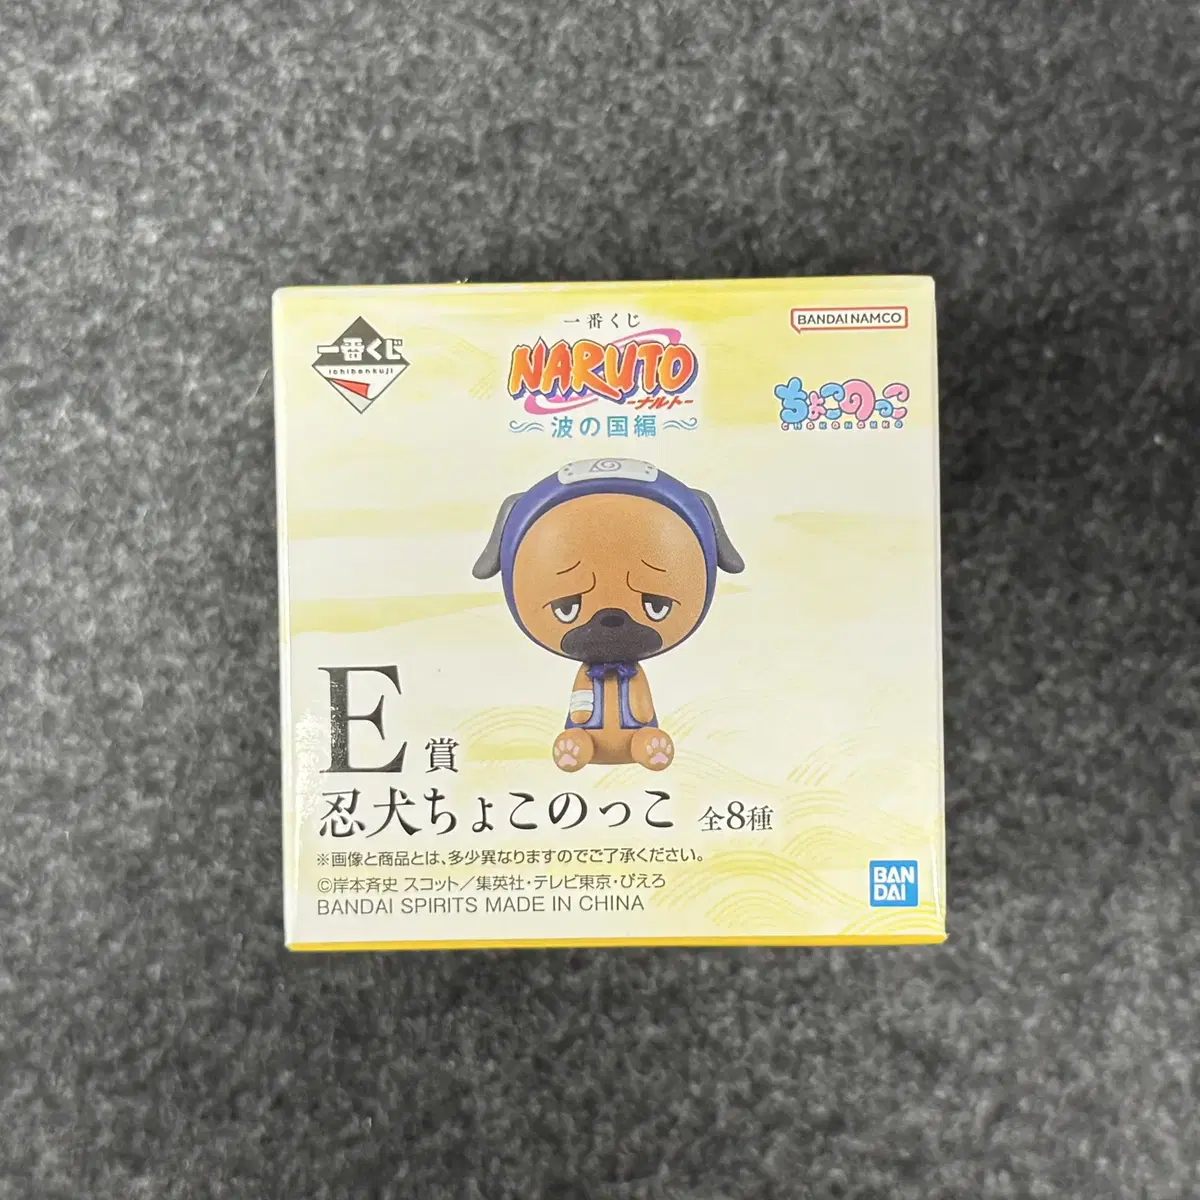 一番くじ
ichibankuji
一番くじ
NARUTO
-ナルト-
波の国編
BANDAI NAMCO
ちょこのっこ
CHOKONOKKO
E賞
忍犬ちょこのっこ 全8種
※画像と商品とは、多少異なりますのでご了承ください。
©岸本斉史 スコット／集英社・テレビ東京・ぴえろ
BANDAI SPIRITS MADE IN CHINA
BAN
DAI